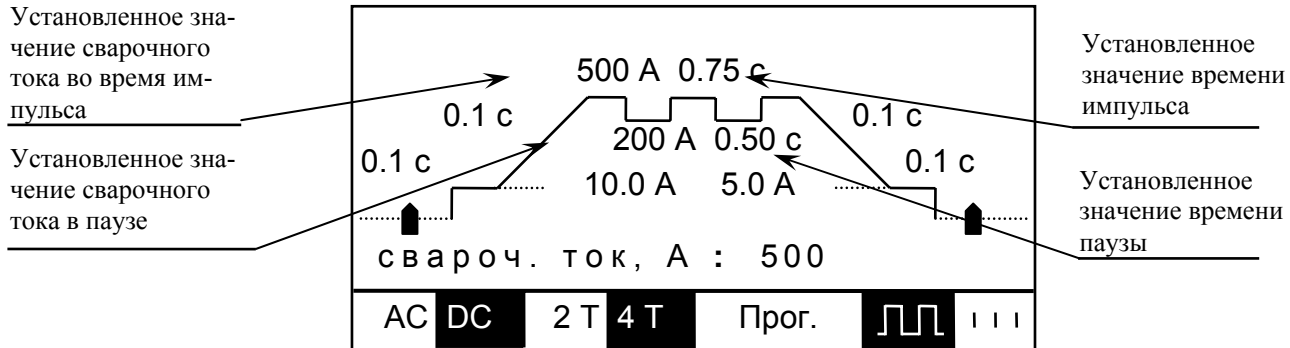 Установленное зна-
чение сварочного
тока во время им-
пульса
Установленное зна-
чение сварочного
тока в паузе
500 А 0.75 с
0.1 с 0.1 с
200 А 0.50 с
0.1 с 0.1 с
10.0 А 5.0 А
свароч. ток, А : 500
AC DC 2 Т 4 Т Прог.
Установленное
значение времени
импульса
Установленное
значение времени
паузы